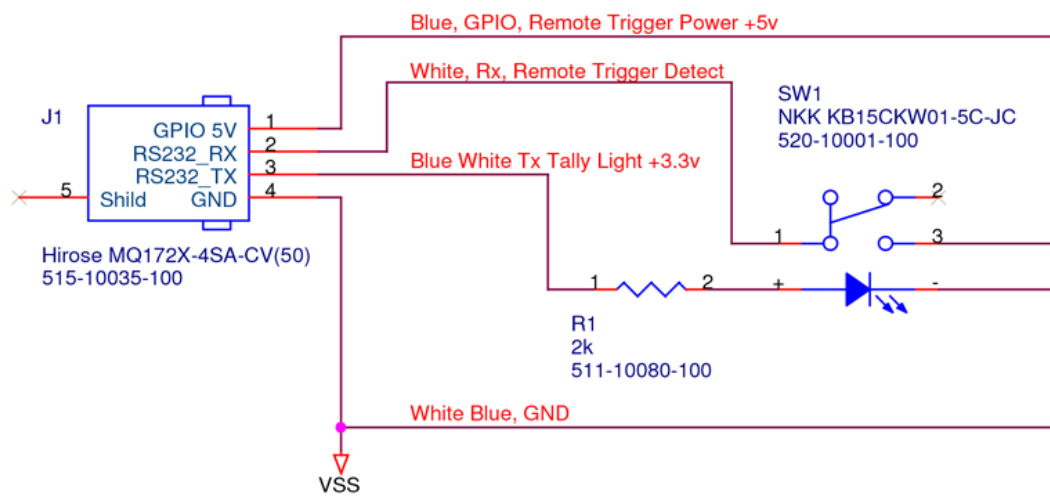 Blue, GPIO, Remote Trigger Power +5v
White, Rx, Remote Trigger Detect
J1
SW1
NKK KB15CKW01-5C-JC
520-10001-100
GPIO 5V 1
RS232_RX 2
Blue White Tx Tally Light +3.3v
RS232_TX 3
5 Shild GND 4
2
1 3
Hirose MQ172X-4SA-CV(50)
515-10035-100
1 2 + -
R1
2k
511-10080-100
White Blue, GND
VSS